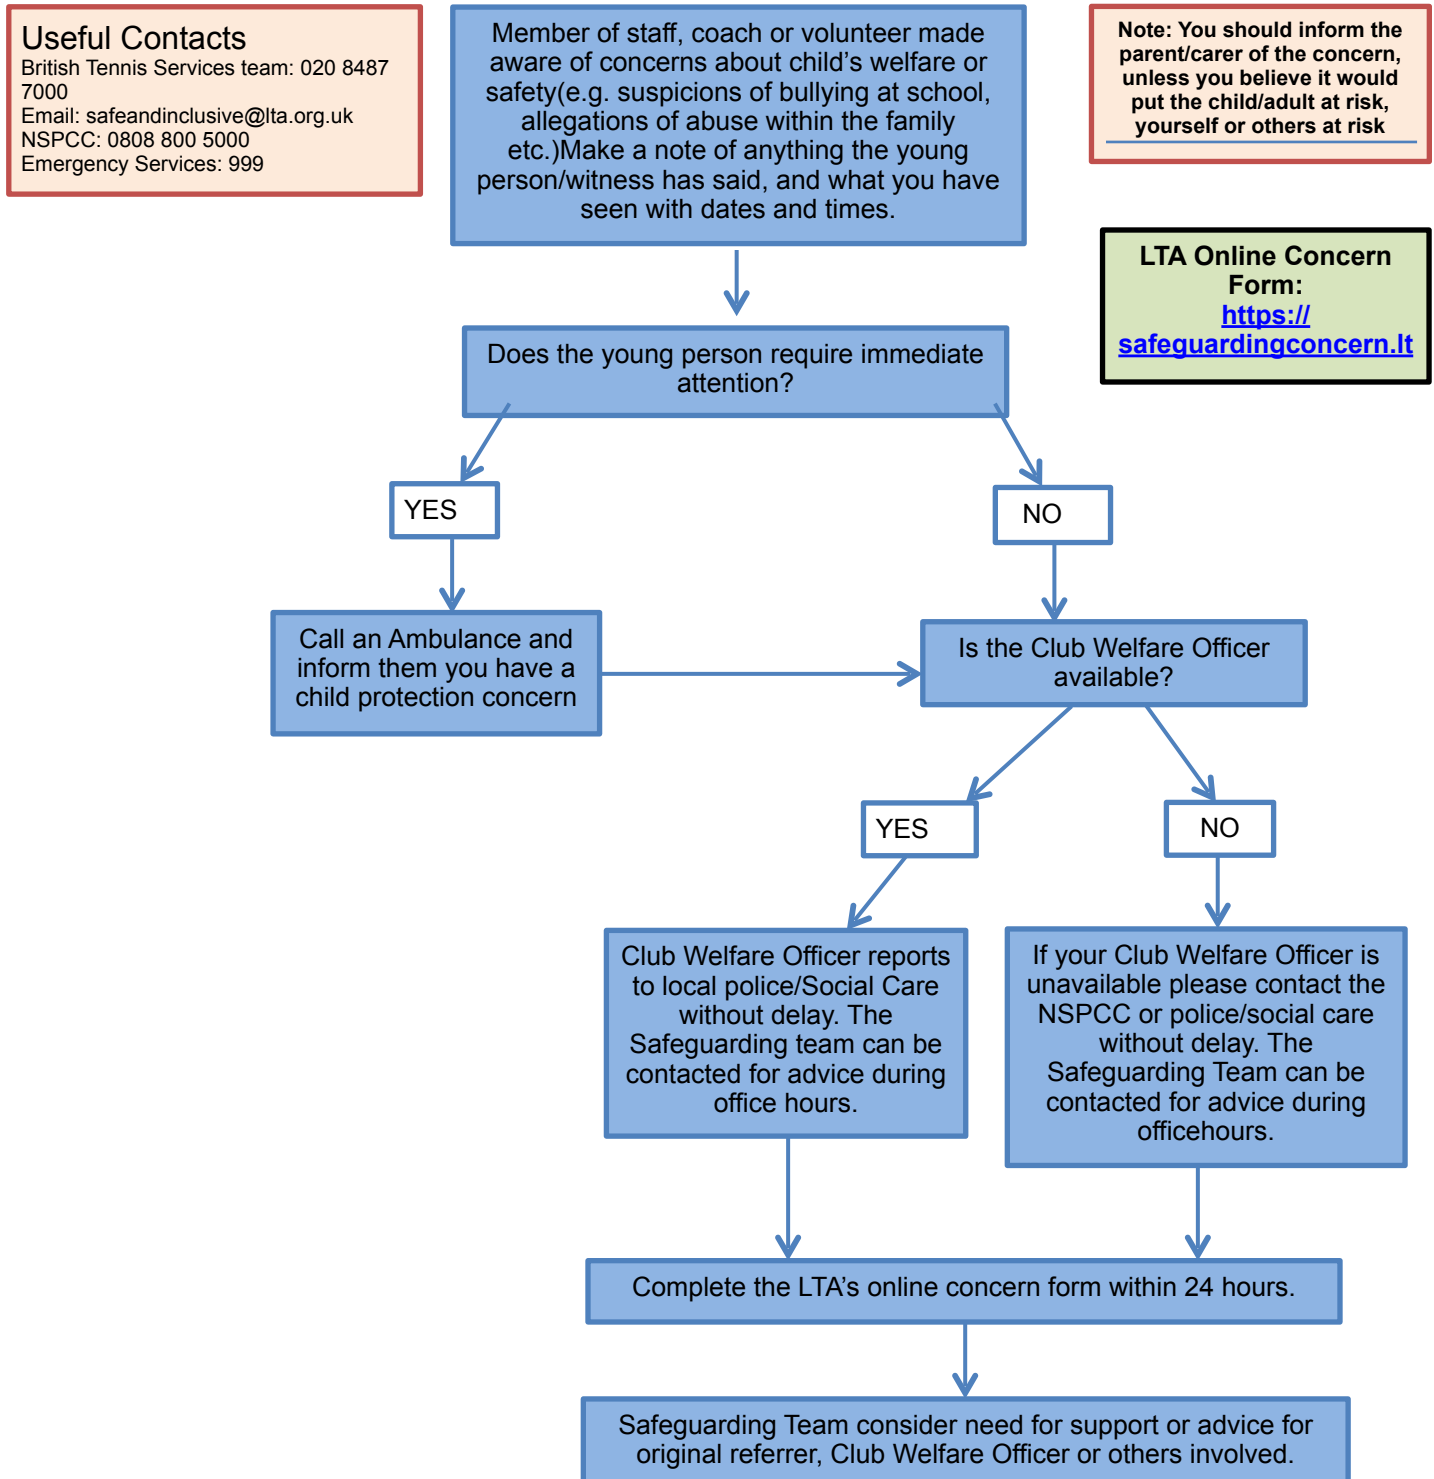 Useful Contacts
British Tennis Services team: 020 8487
7000
Email: safeandinclusive@lta.org.uk
NSPCC: 0808 800 5000
Emergency Services: 999
Member of staff, coach or volunteer made
aware of concerns about child’s welfare or
safety(e.g. suspicions of bullying at school,
allegations of abuse within the family
etc.)Make a note of anything the young
person/witness has said, and what you have
seen with dates and times.
Note: You should inform the
parent/carer of the concern,
unless you believe it would
put the child/adult at risk,
yourself or others at risk
LTA Online Concern
Form:
https://
safeguardingconcern.lt
Does the young person require immediate
attention?
YES
NO
Call an Ambulance and
inform them you have a
child protection concern
Is the Club Welfare Officer
available?
YES
NO
Club Welfare Officer reports
to local police/Social Care
without delay. The
Safeguarding team can be
contacted for advice during
office hours.
If your Club Welfare Officer is
unavailable please contact the
NSPCC or police/social care
without delay. The
Safeguarding Team can be
contacted for advice during
officehours.
Complete the LTA’s online concern form within 24 hours.
Safeguarding Team consider need for support or advice for
original referrer, Club Welfare Officer or others involved.